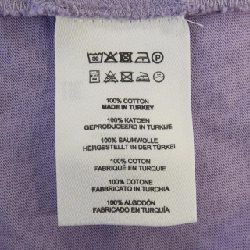 100% COTTON
MADE IN TURKEY
100% KATOEN
GEPRODUCEERD IN TURKIJE
100% BAUMWOLLE
HERGESTELLT IN DER TÜRKEI
100% COTON
FABRIQUÉ EN TURQUIE
100% COTONE
FABBRICATO IN TURCHIA
100% ALGODÓN
FABRICADO EN TURQUÍA